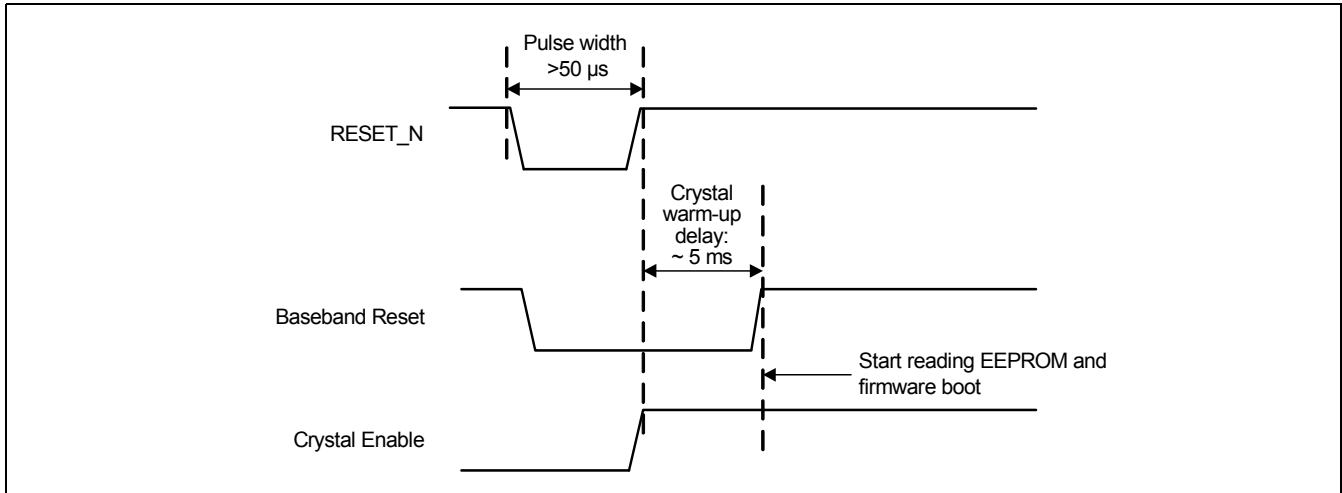 Pulse width
>50 µs
RESET_N
Crystal
warm-up
delay:
~ 5 ms
Baseband Reset
Start reading EEPROM and
firmware boot
Crystal Enable